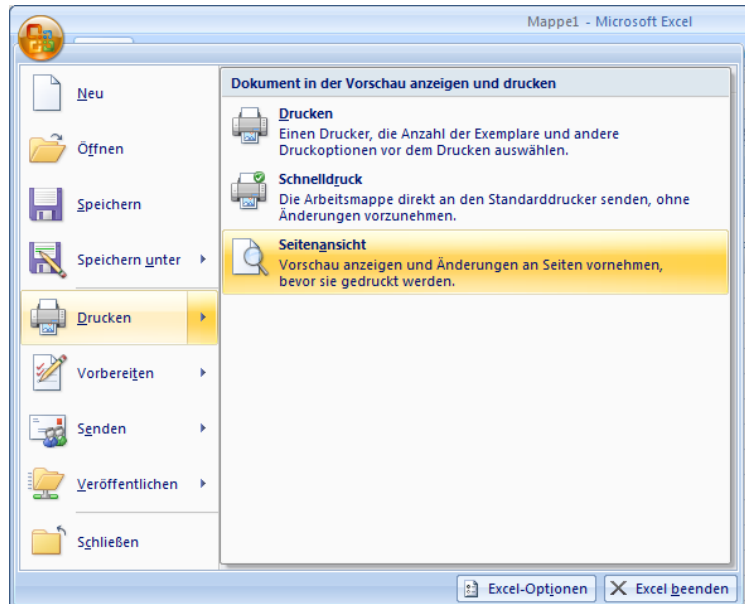 Mappe1 - Microsoft Excel
Neu
Öffnen
Speichern
Speichern unter
Drucken
Vorbereiten
Senden
Veröffentlichen
Schließen
Dokument in der Vorschau anzeigen und drucken
Drucken
Einen Drucker, die Anzahl der Exemplare und andere
Druckoptionen vor dem Drucken auswählen.
Schnelldruck
Die Arbeitsmappe direkt an den Standarddrucker senden, ohne
Änderungen vorzunehmen.
Seitenansicht
Vorschau anzeigen und Änderungen an Seiten vornehmen,
bevor sie gedruckt werden.
Excel-Optionen
Excel beenden